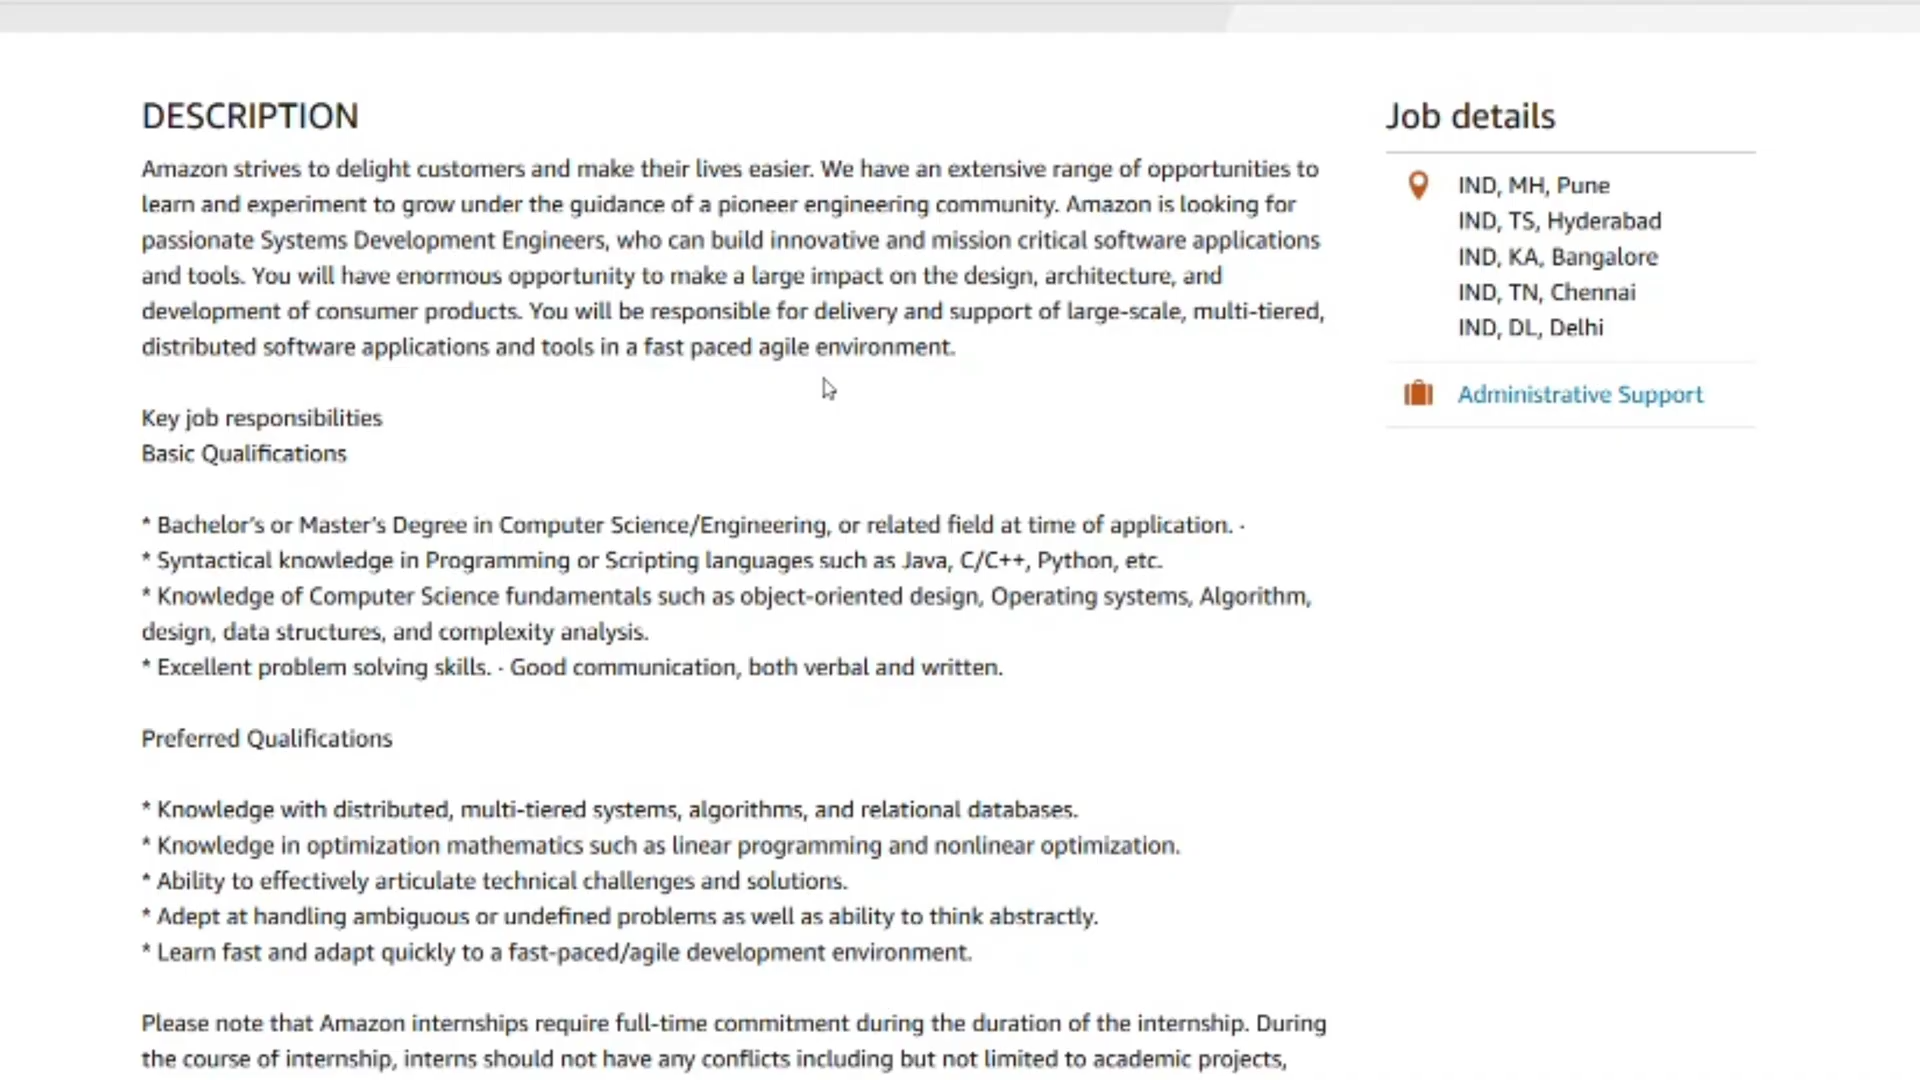 DESCRIPTION
Amazon strives to delight customers and make their lives easier. We have an extensive range of opportunities to
learn and experiment to grow under the guidance of a pioneer engineering community. Amazon is looking for
passionate Systems Development Engineers, who can build innovative and mission critical software applications
and tools. You will have enormous opportunity to make a large impact on the design, architecture, and
development of consumer products. You will be responsible for delivery and support of large-scale, multi-tiered,
distributed software applications and tools in a fast paced agile environment.
Key job responsibilities
Basic Qualifications
* Bachelor's or Master's Degree in Computer Science/Engineering, or related field at time of application. ·
* Syntactical knowledge in Programming or Scripting languages such as Java, C/C++, Python, etc.
* Knowledge of Computer Science fundamentals such as object-oriented design, Operating systems, Algorithm,
design, data structures, and complexity analysis.
* Excellent problem solving skills. · Good communication, both verbal and written.
Preferred Qualifications
* Knowledge with distributed, multi-tiered systems, algorithms, and relational databases.
* Knowledge in optimization mathematics such as linear programming and nonlinear optimization.
* Ability to effectively articulate technical challenges and solutions.
* Adept at handling ambiguous or undefined problems as well as ability to think abstractly.
* Learn fast and adapt quickly to a fast-paced/agile development environment.
Please note that Amazon internships require full-time commitment during the duration of the internship. During
the course of internship, interns should not have any conflicts including but not limited to academic projects,
Job details
IND, MH, Pune
IND, TS, Hyderabad
IND, KA, Bangalore
IND, TN, Chennai
IND, DL, Delhi
Administrative Support